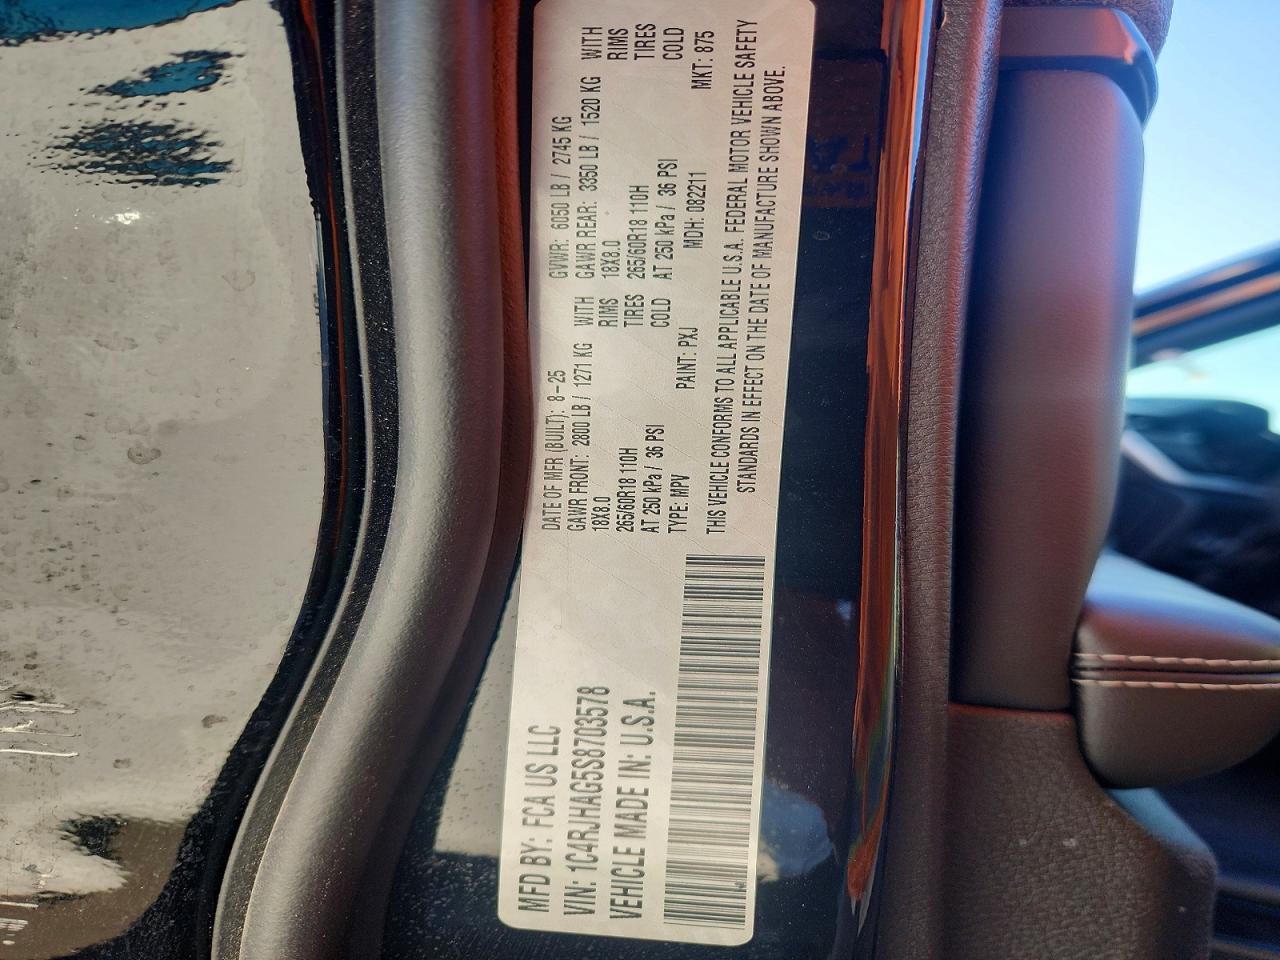 MFD BY: FCA US LLC
VIN: 1C4RJHAG5S8703578
VEHICLE MADE IN: U.S.A.
DATE OF MFR (BUILT): 8-25 GVWR: 6050 LB / 2745 KG
GAWR FRONT: 2800 LB / 1271 KG WITH GAWR REAR: 3350 LB / 1520 KG WITH
18X8.0 RIMS 18X8.0 RIMS
265/60R18 110H TIRES 265/60R18 110H TIRES
AT 250 kPa / 36 PSI COLD AT 250 kPa / 36 PSI COLD
TYPE: MPV PAINT: PXJ MDH: 082211 MKT: 875
THIS VEHICLE CONFORMS TO ALL APPLICABLE U.S.A. FEDERAL MOTOR VEHICLE SAFETY
STANDARDS IN EFFECT ON THE DATE OF MANUFACTURE SHOWN ABOVE.